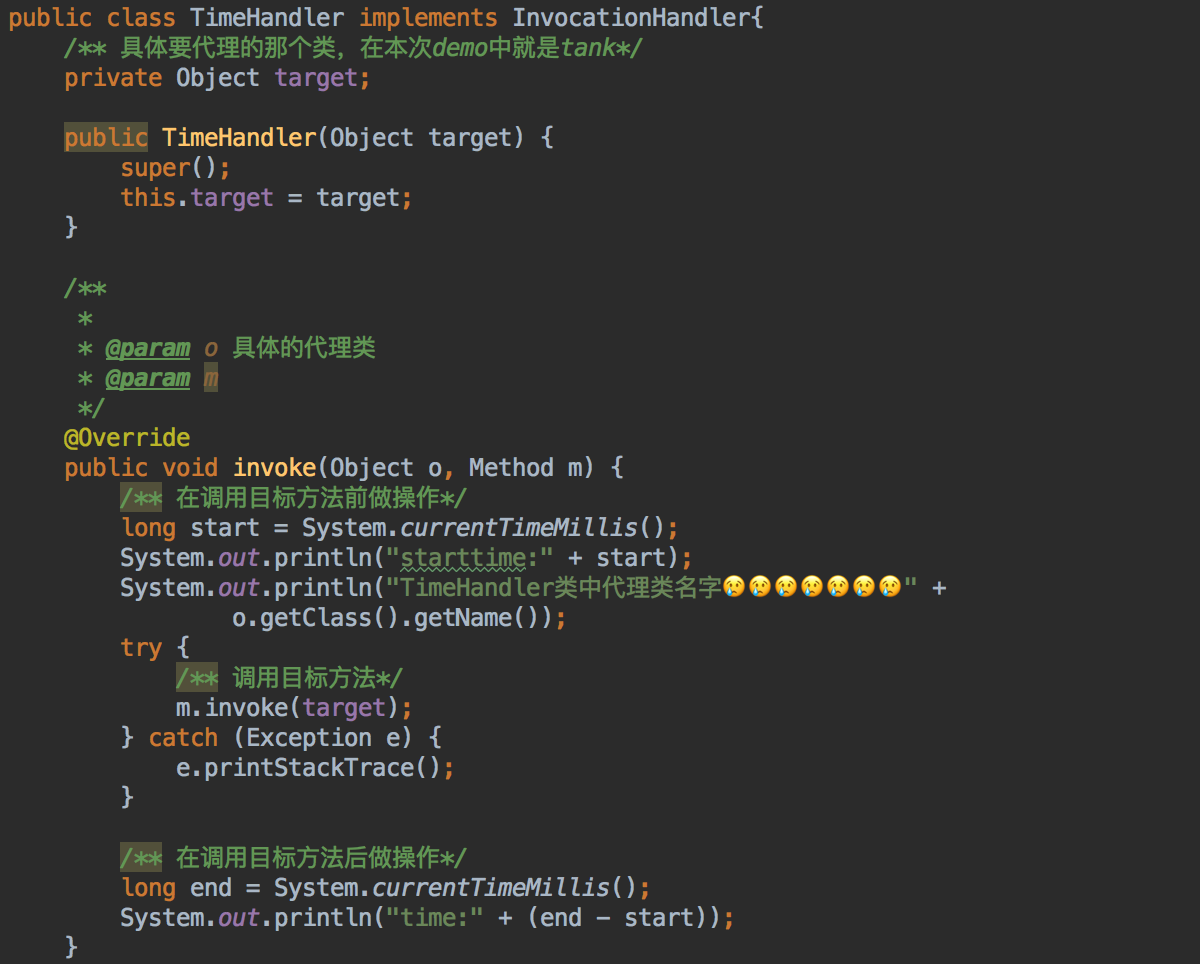 public class TimeHandler implements InvocationHandler{
    /** 具体要代理的那个类，在本次demo中就是tank*/
    private Object target;

    public TimeHandler(Object target) {
        super();
        this.target = target;
    }

    /**
     *
     * @param o 具体的代理类
     * @param m
     */
    @Override
    public void invoke(Object o, Method m) {
        /** 在调用目标方法前做操作*/
        long start = System.currentTimeMillis();
        System.out.println("starttime:" + start);
        System.out.println("TimeHandler类中代理类名字😢😢😢😢😢😢😢" +
                o.getClass().getName());
        try {
            /** 调用目标方法*/
            m.invoke(target);
        } catch (Exception e) {
            e.printStackTrace();
        }

        /** 在调用目标方法后做操作*/
        long end = System.currentTimeMillis();
        System.out.println("time:" + (end - start));
    }